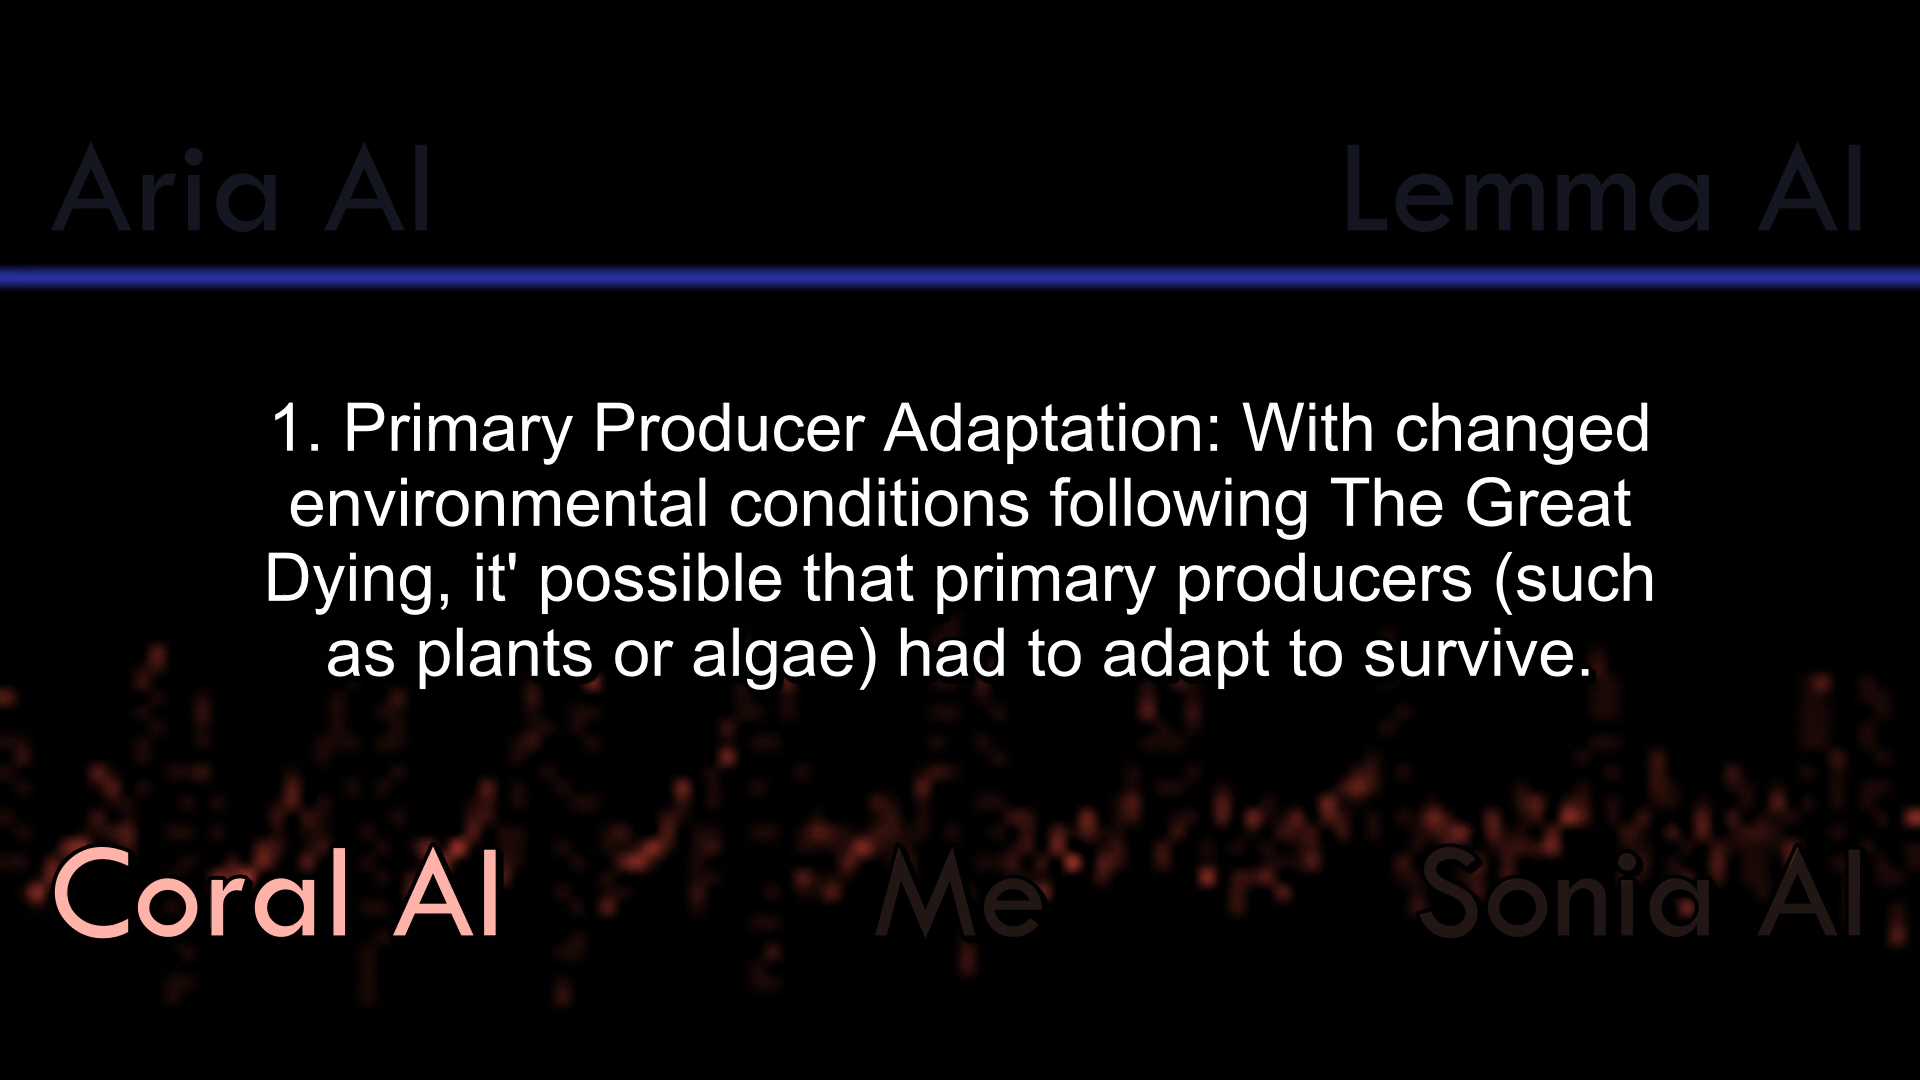 Aria AI
Lemma AI
1. Primary Producer Adaptation: With changed
environmental conditions following The Great
Dying, it' possible that primary producers (such
as plants or algae) had to adapt to survive.
Coral AI
Me
Sonia AI